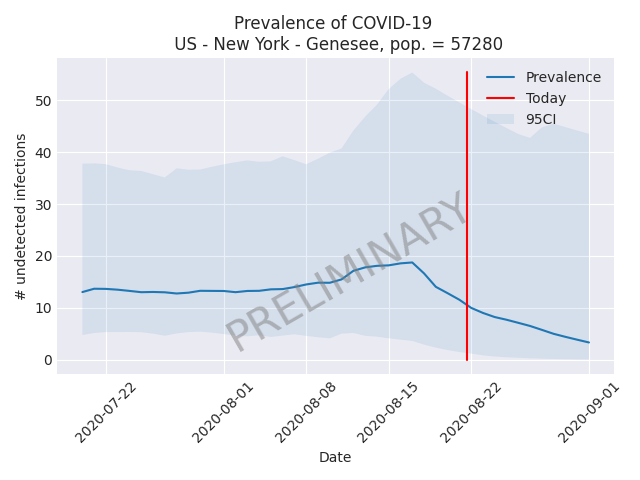 Prevalence of COVID-19
US - New York - Genesee, pop. = 57280
# undetected infections
50
40
30
20
10
0
Prevalence
Today
95CI
PRELIMINARY
2020-07-22
2020-08-01
2020-08-08
2020-08-15
2020-08-22
2020-09-01
Date